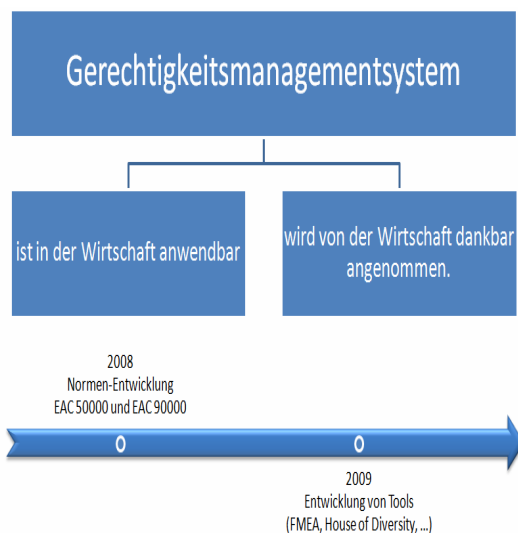 Gerechtigkeitsmanagementsystem
ist in der Wirtschaft anwendbar
wird von der Wirtschaft dankbar
angenommen.
2008
Normen-Entwicklung
EAC 50000 und EAC 90000
2009
Entwicklung von Tools
(FMEA, House of Diversity, ...)